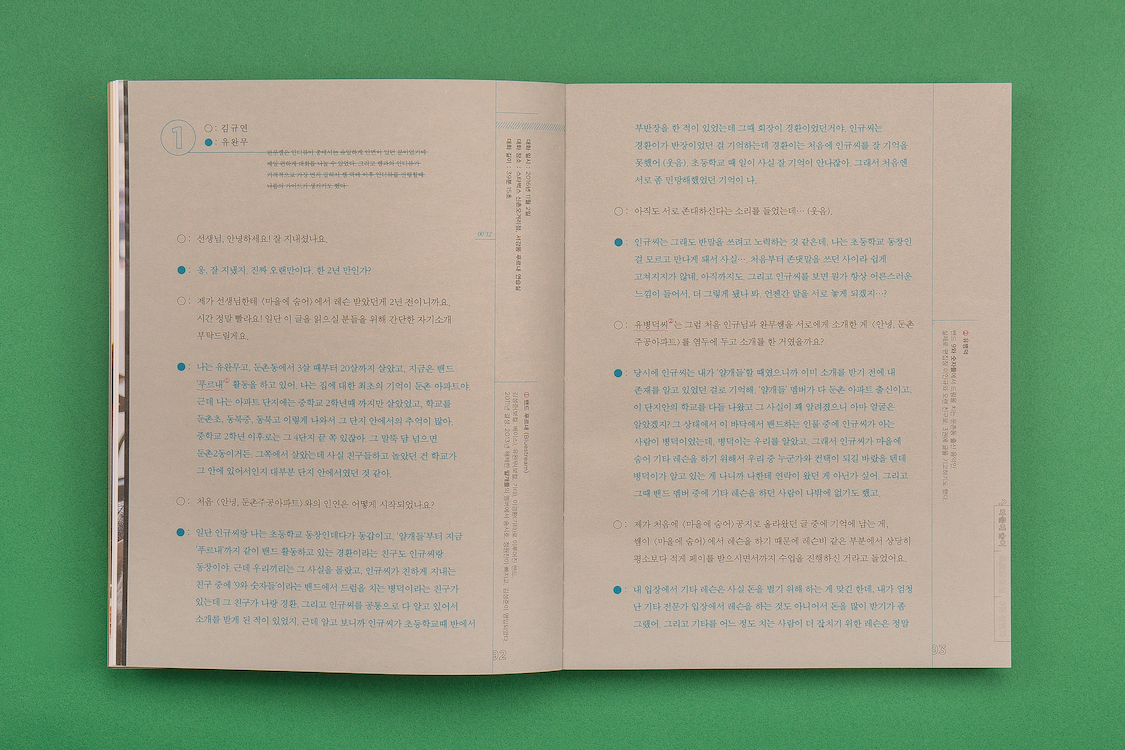 1
○ : 김규연
● : 유완무
○ : 선생님, 안녕하세요! 잘 지내셨나요.
● : 응, 잘 지냈지. 진짜 오랜만이다. 한 2년 만인가?
○ : 제가 선생님한테 〈마을에 숨어〉에서 레슨 받았던게 2년 전이니까요.
시간 정말 빨라요! 일단 이 글을 읽으실 분들을 위해 간단한 자기소개
부탁드릴게요.
● : 나는 유완무고, 둔촌동에서 3살 때부터 20살까지 살았고, 지금은 밴드
'푸르내' 활동을 하고 있어. 나는 집에 대한 최초의 기억이 둔촌 아파트야.
근데 나는 아파트 단지에는 중학교 2학년때 까지만 살았었고, 학교를
둔촌초, 동북중, 동북고 이렇게 나와서 그 단지 안에서의 추억이 많아.
중학교 2학년 이후로는 그 4단지 끝 쪽 있잖아. 그 말뚝 담 넘으면
둔촌2동이거든. 그쪽에서 살았는데 사실 친구들하고 놀았던 건 학교가
그 안에 있어서인지 대부분 단지 안에서였던 것 같아.
○ : 처음 〈안녕, 둔촌주공아파트〉와의 인연은 어떻게 시작되었나요?
● : 일단 인규씨랑 나는 초등학교 동창인데다가 동갑이고, '얄개들'부터 지금
'푸르내'까지 같이 밴드 활동하고 있는 경환이라는 친구도 인규씨랑
동창이야. 근데 우리끼리는 그 사실을 몰랐고, 인규씨가 친하게 지내는
친구 중에 '9와 숫자들'이라는 밴드에서 드럼을 치는 병덕이라는 친구가
있는데 그 친구가 나랑 경환, 그리고 인규씨를 공통으로 다 알고 있어서
소개를 받게 된 적이 있었지. 근데 알고 보니까 인규씨가 초등학교때 반에서
00:32
대화 일시 : 2016년 11월 2일
대화 길이 : 33분 15초
92
부반장을 한 적이 있었는데 그때 회장이 경환이었던거야. 인규씨는
경환이가 반장이었던 걸 기억하는데 경환이는 처음에 인규씨를 잘 기억을
못했어 (웃음). 초등학교 때 일이 사실 잘 기억이 안나잖아. 그래서 처음엔
서로 좀 민망해했었던 기억이 나.
○ : 아직도 서로 존대하신다는 소리를 들었는데… (웃음).
● : 인규씨는 그래도 반말을 쓰려고 노력하는 것 같은데, 나는 초등학교 동창인
걸 모르고 만나게 돼서 사실… 처음부터 존댓말을 쓰던 사이라 쉽게
고쳐지지가 않네. 아직까지도. 그리고 인규씨를 보면 뭔가 항상 어른스러운
느낌이 들어서, 더 그렇게 됐나 봐. 언젠간 말을 서로 놓게 되겠지…?
○ : 유병덕씨는 그럼 처음 인규님과 완무쌤을 서로에게 소개한 게 〈안녕, 둔촌
주공아파트〉를 염두에 두고 소개를 한 거였을까요?
● : 당시에 인규씨는 내가 '얄개들'할 때였으니까 이미 소개를 받기 전에 내
존재를 알고 있었던 걸로 기억해. '얄개들' 멤버가 다 둔촌 아파트 출신이고,
이 단지안의 학교를 다들 나왔고 그 사실이 꽤 알려졌으니 아마 얼굴은
알았겠지? 그 상태에서 이 바닥에서 밴드하는 인물 중에 인규씨가 아는
사람이 병덕이었는데, 병덕이는 우리를 알았고. 그래서 인규씨가 마을에
숨어 기타 레슨을 하기 위해서 우리 중 누군가와 컨택이 되길 바랐을 텐데
병덕이가 알고 있는 게 나니까 나한테 연락이 왔던 게 아닌가 싶어. 그리고
그때 밴드 멤버 중에 기타 레슨을 하던 사람이 나밖에 없기도 했고.
○ : 제가 처음에 〈마을에 숨어〉 공지로 올라왔던 글 중에 기억에 남는 게,
쌤이 〈마을에 숨어〉에서 레슨을 하기 때문에 레슨비 같은 부분에서 상당히
평소보다 적게 페이를 받으시면서까지 수업을 진행하신 거라고 들었어요.
● : 내 입장에서 기타 레슨은 사실 돈을 벌기 위해 하는 게 맞긴 한데, 내가 엄청
난 기타 전문가 입장에서 레슨을 하는 것도 아니어서 돈을 많이 받기가 좀
그랬어. 그리고 기타를 어느 정도 치는 사람이 더 잘치기 위한 레슨은 정말
유병덕
93